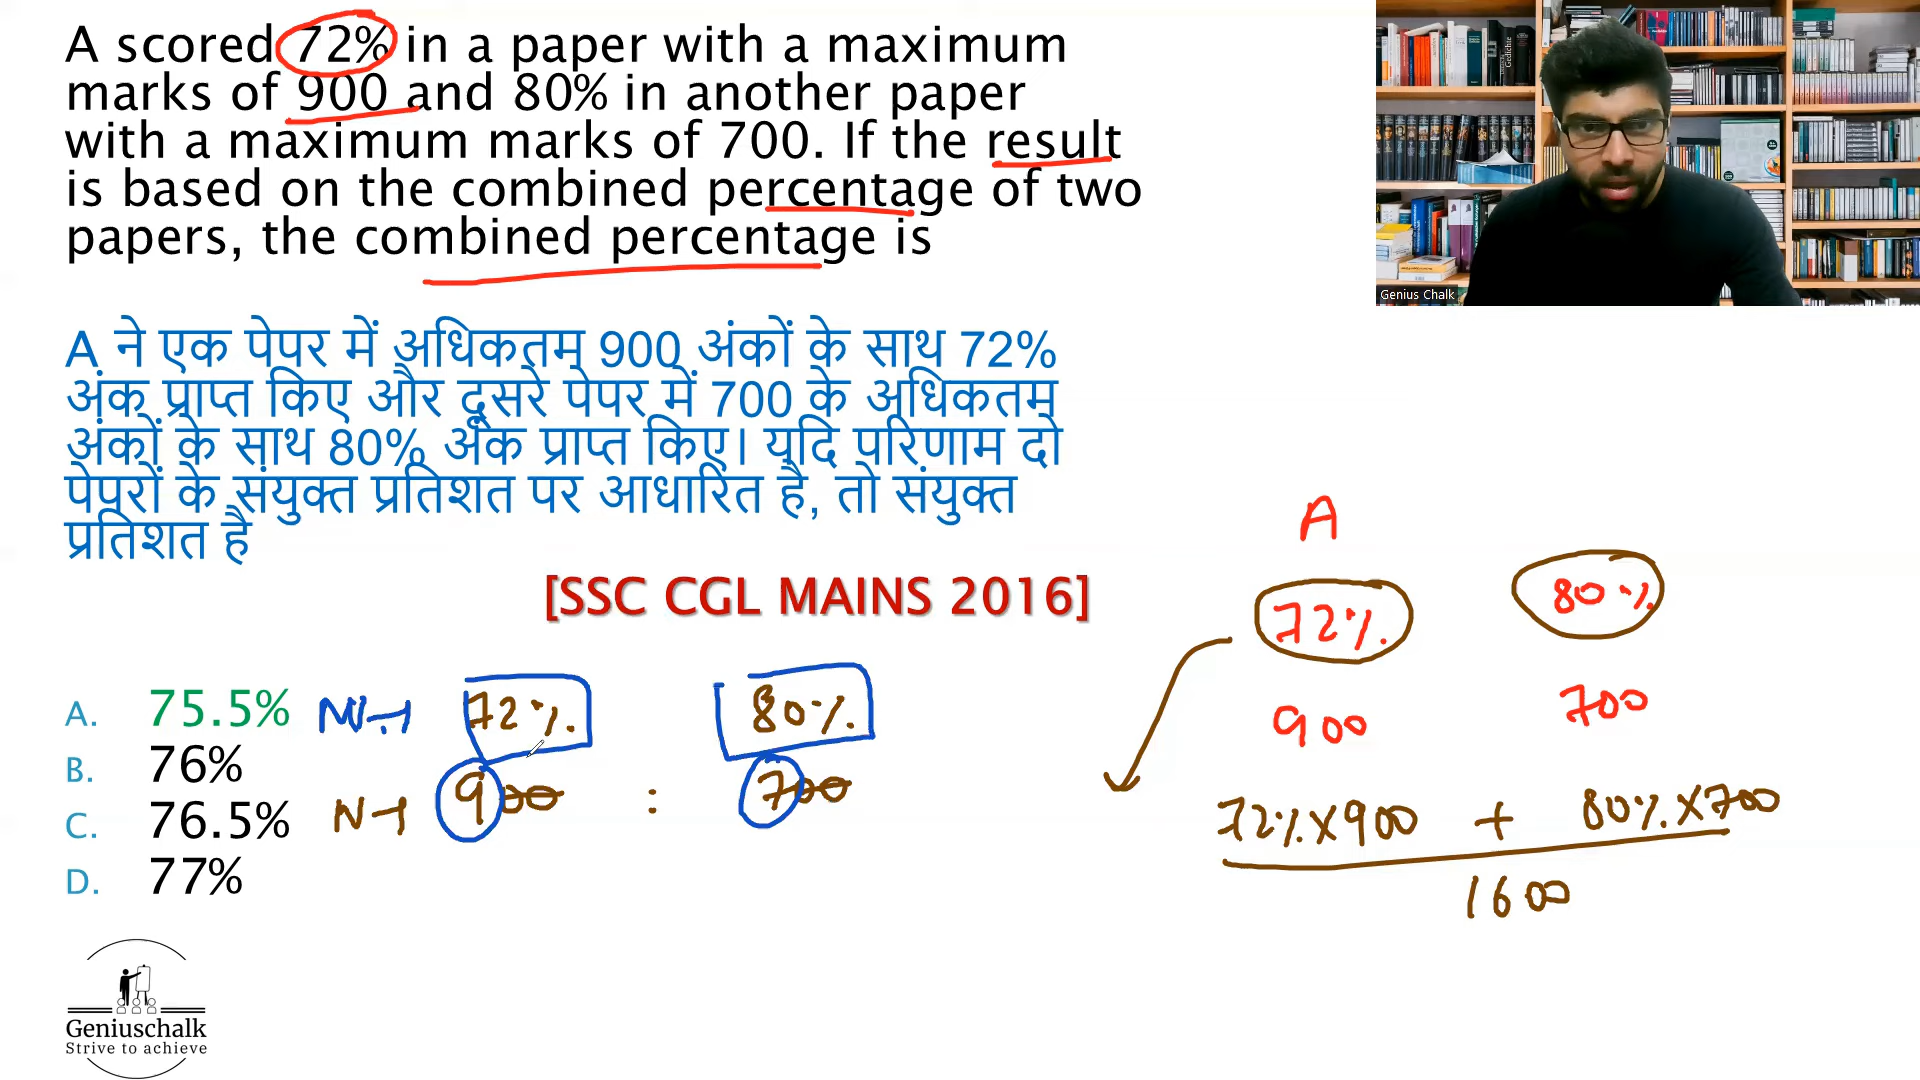 A scored 72% in a paper with a maximum
marks of 900 and 80% in another paper
with a maximum marks of 700. If the result
is based on the combined percentage of two
papers, the combined percentage is
Genius Chalk
A ने एक पेपर में अधिकतम 900 अंकों के साथ 72%
अंक प्राप्त किए और दूसरे पेपर में 700 के अधिकतम
अंकों के साथ 80% अंक प्राप्त किए। यदि परिणाम दो
पेपरों के संयुक्त प्रतिशत पर आधारित है, तो संयुक्त
प्रतिशत है
[SSC CGL MAINS 2016]
A
72% 80%
900 700
72%×900 + 80%×700
1600
A. 75.5%
B. 76%
C. 76.5%
D. 77%
72% 80%
900 : 700
Geniuschalk
Strive to achieve